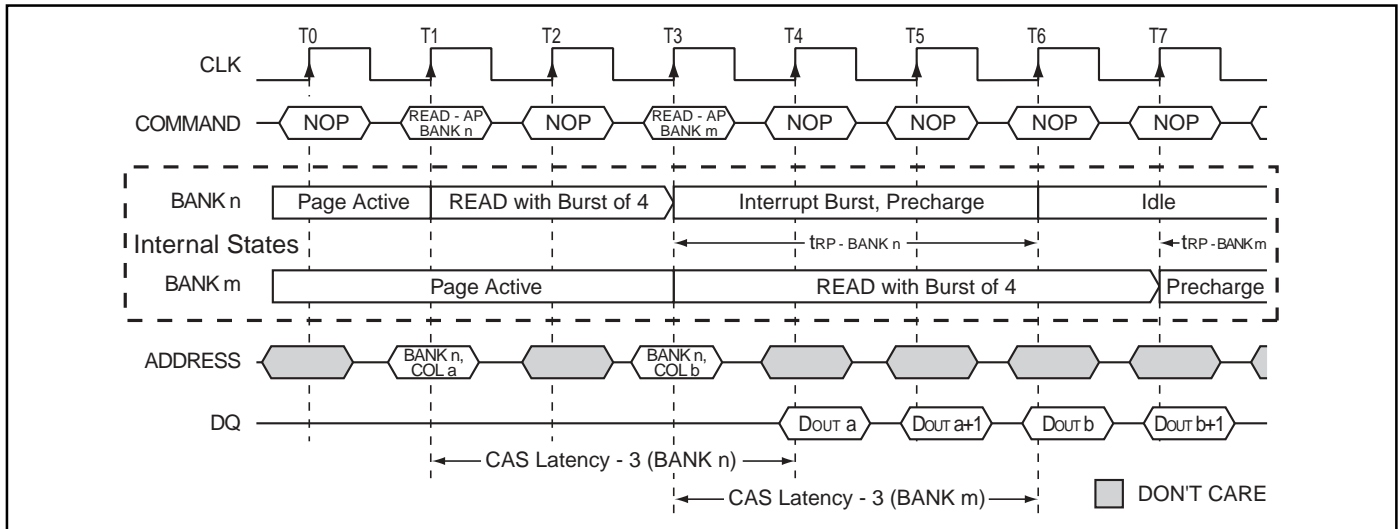 T0 T1 T2 T3 T4 T5 T6 T7
CLK
COMMAND NOP READ - AP BANK n NOP READ - AP BANK m NOP NOP NOP NOP
BANK n Page Active READ with Burst of 4 Interrupt Burst, Precharge Idle
Internal States tRP - BANK n tRP - BANK m
BANK m Page Active READ with Burst of 4 Precharge
ADDRESS BANK n, COL a BANK n, COL b
DQ DOUT a DOUT a+1 DOUT b DOUT b+1
CAS Latency - 3 (BANK n)
CAS Latency - 3 (BANK m) DON'T CARE